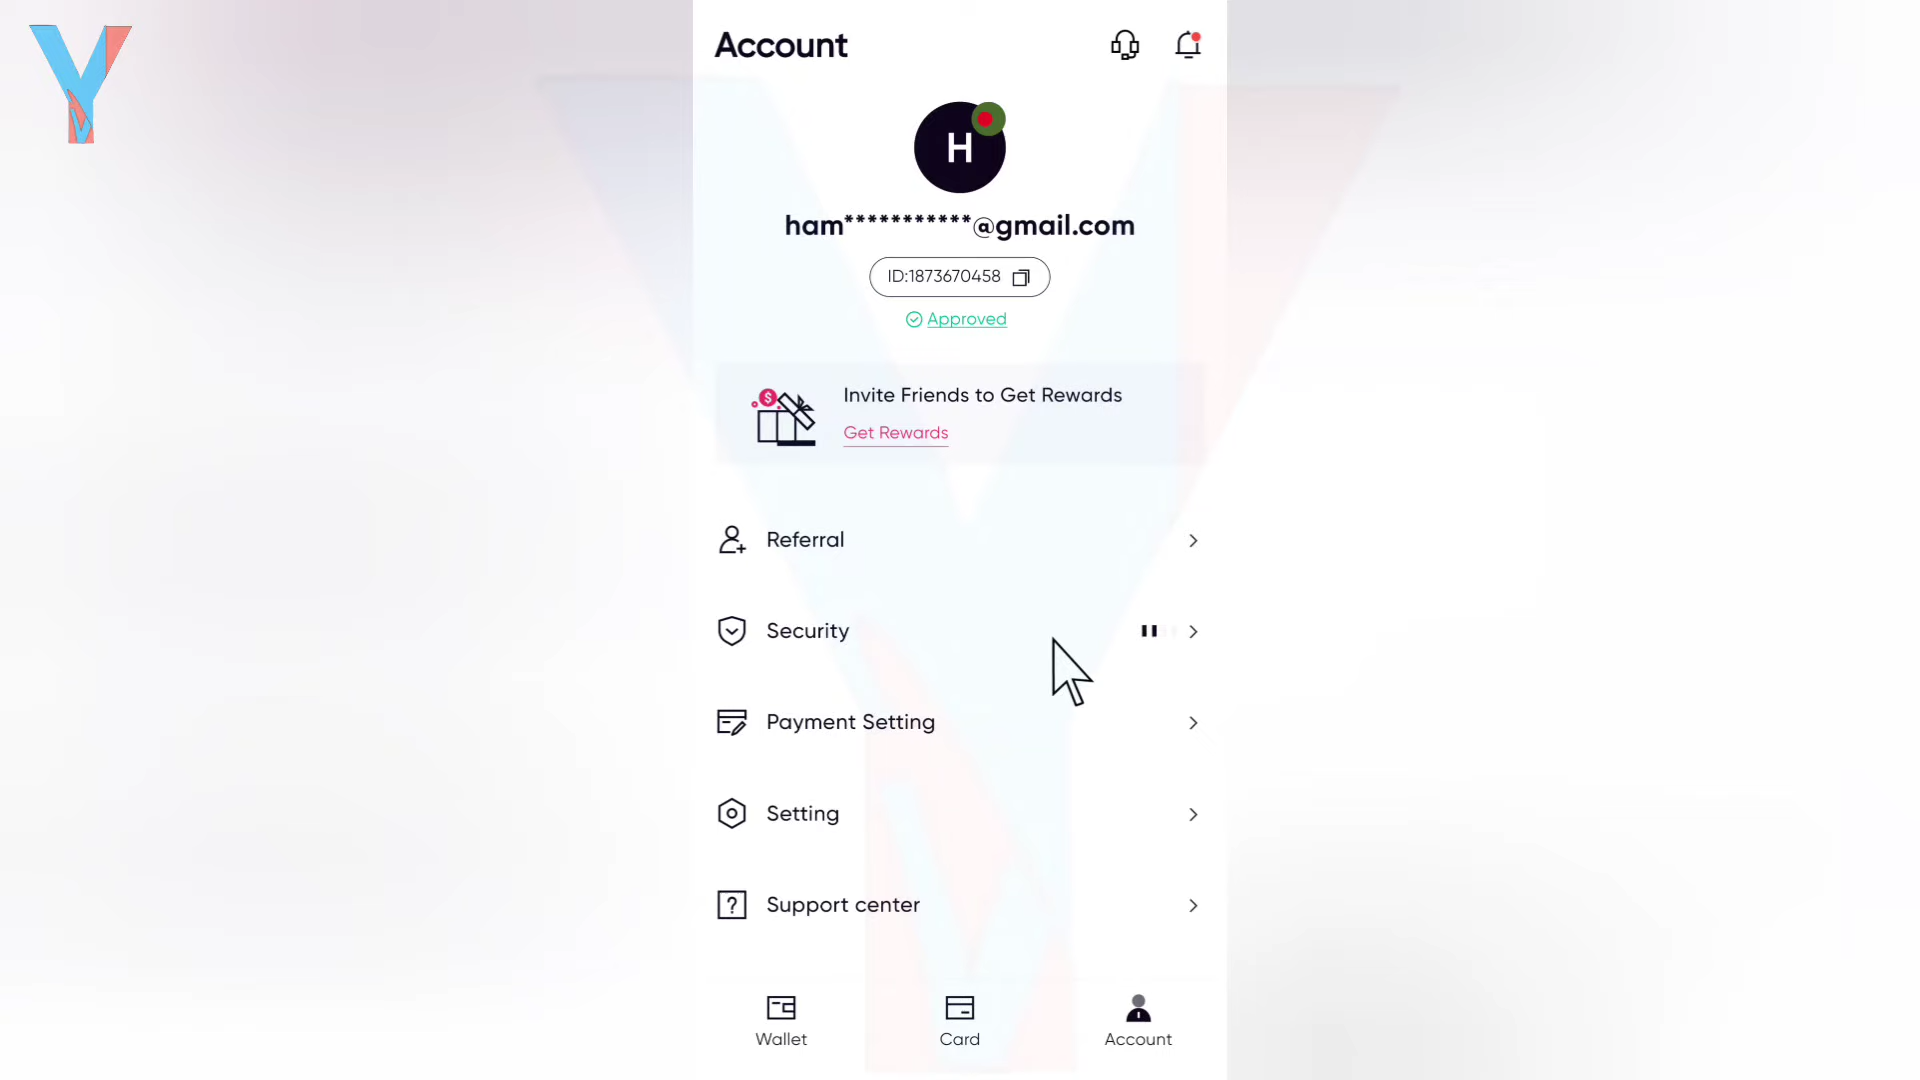 Y
Account
H
ham***********@gmail.com
ID:1873670458
Approved
Invite Friends to Get Rewards
Get Rewards
Referral
Security
Payment Setting
Setting
Support center
Wallet
Card
Account